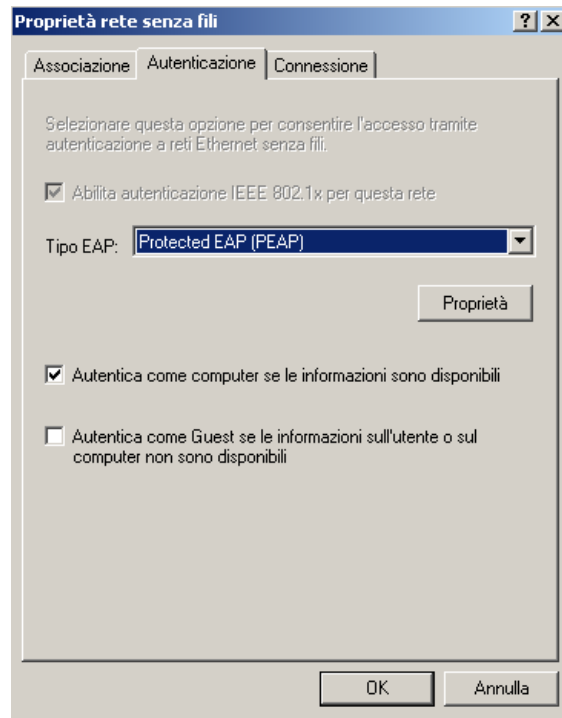 Proprietà rete senza fili
Associazione Autenticazione Connessione
Selezionare questa opzione per consentire l'accesso tramite
autenticazione a reti Ethernet senza fili.
Abilita autenticazione IEEE 802.1x per questa rete
Tipo EAP: Protected EAP (PEAP)
Proprietà
Autentica come computer se le informazioni sono disponibili
Autentica come Guest se le informazioni sull'utente o sul
computer non sono disponibili
OK Annulla